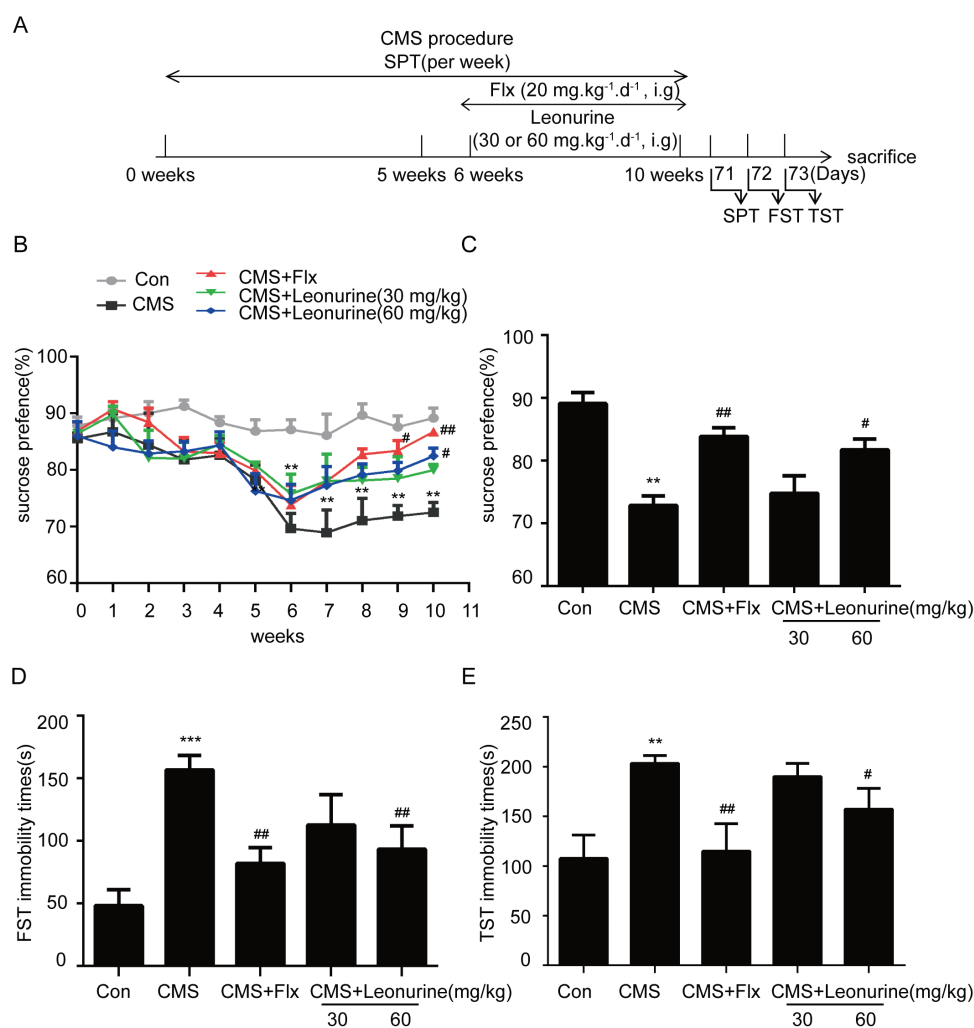 A
CMS procedure
SPT(per week)
Flx (20 mg.kg⁻¹.d⁻¹ , i.g)
Leonurine
(30 or 60 mg.kg⁻¹.d⁻¹, i.g)
0 weeks 5 weeks 6 weeks 10 weeks 71 72 73(Days) sacrifice
SPT FST TST
B
Con
CMS
CMS+Flx
CMS+Leonurine(30 mg/kg)
CMS+Leonurine(60 mg/kg)
sucrose prefence(%)
100
90
80
70
60
** ** ** ** **
# ##
#
0 1 2 3 4 5 6 7 8 9 10 11
weeks
C
sucrose prefence(%)
100
90
80
70
60
** ## #
Con CMS CMS+Flx CMS+Leonurine(mg/kg)
30 60
D
FST immobility times(s)
200
150
100
50
0
*** ## ##
Con CMS CMS+Flx CMS+Leonurine(mg/kg)
30 60
E
TST immobility times(s)
250
200
150
100
50
0
** ## #
Con CMS CMS+Flx CMS+Leonurine(mg/kg)
30 60